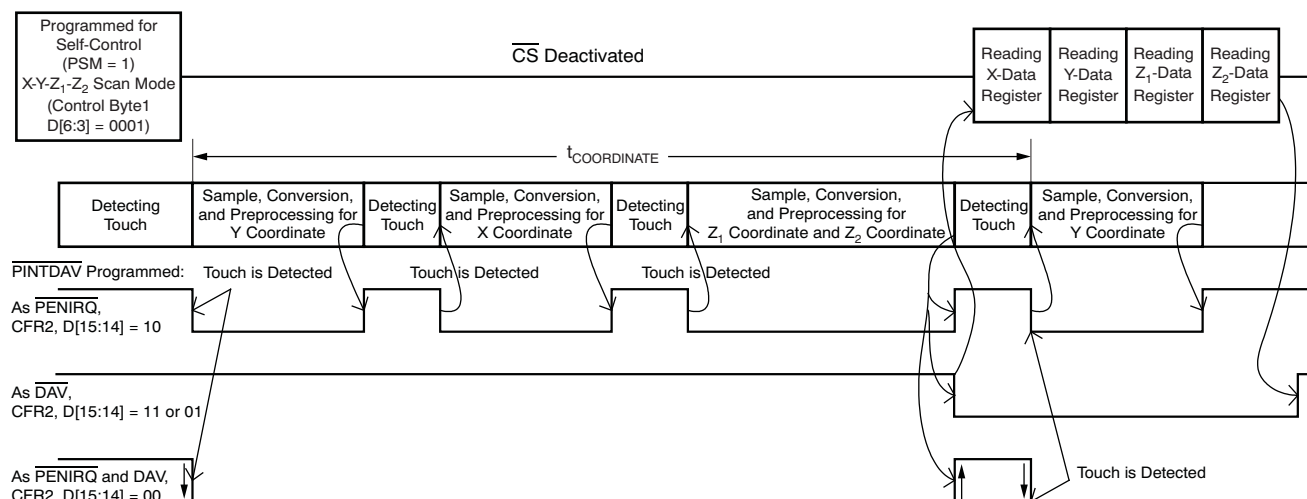 Programmed for
Self-Control
(PSM = 1)
X-Y-Z1-Z2 Scan Mode
(Control Byte1
D[6:3] = 0001)
CS Deactivated
Reading
X-Data
Register
Reading
Y-Data
Register
Reading
Z1-Data
Register
Reading
Z2-Data
Register
tCOORDINATE
Detecting
Touch
Sample, Conversion,
and Preprocessing for
Y Coordinate
Detecting
Touch
Sample, Conversion,
and Preprocessing for
X Coordinate
Detecting
Touch
Sample, Conversion,
and Preprocessing for
Z1 Coordinate and Z2 Coordinate
Detecting
Touch
Sample, Conversion,
and Preprocessing for
Y Coordinate
PINTDAV Programmed:
Touch is Detected
Touch is Detected
Touch is Detected
As PENIRQ,
CFR2, D[15:14] = 10
As DAV,
CFR2, D[15:14] = 11 or 01
As PENIRQ and DAV,
CFR2, D[15:14] = 00
Touch is Detected